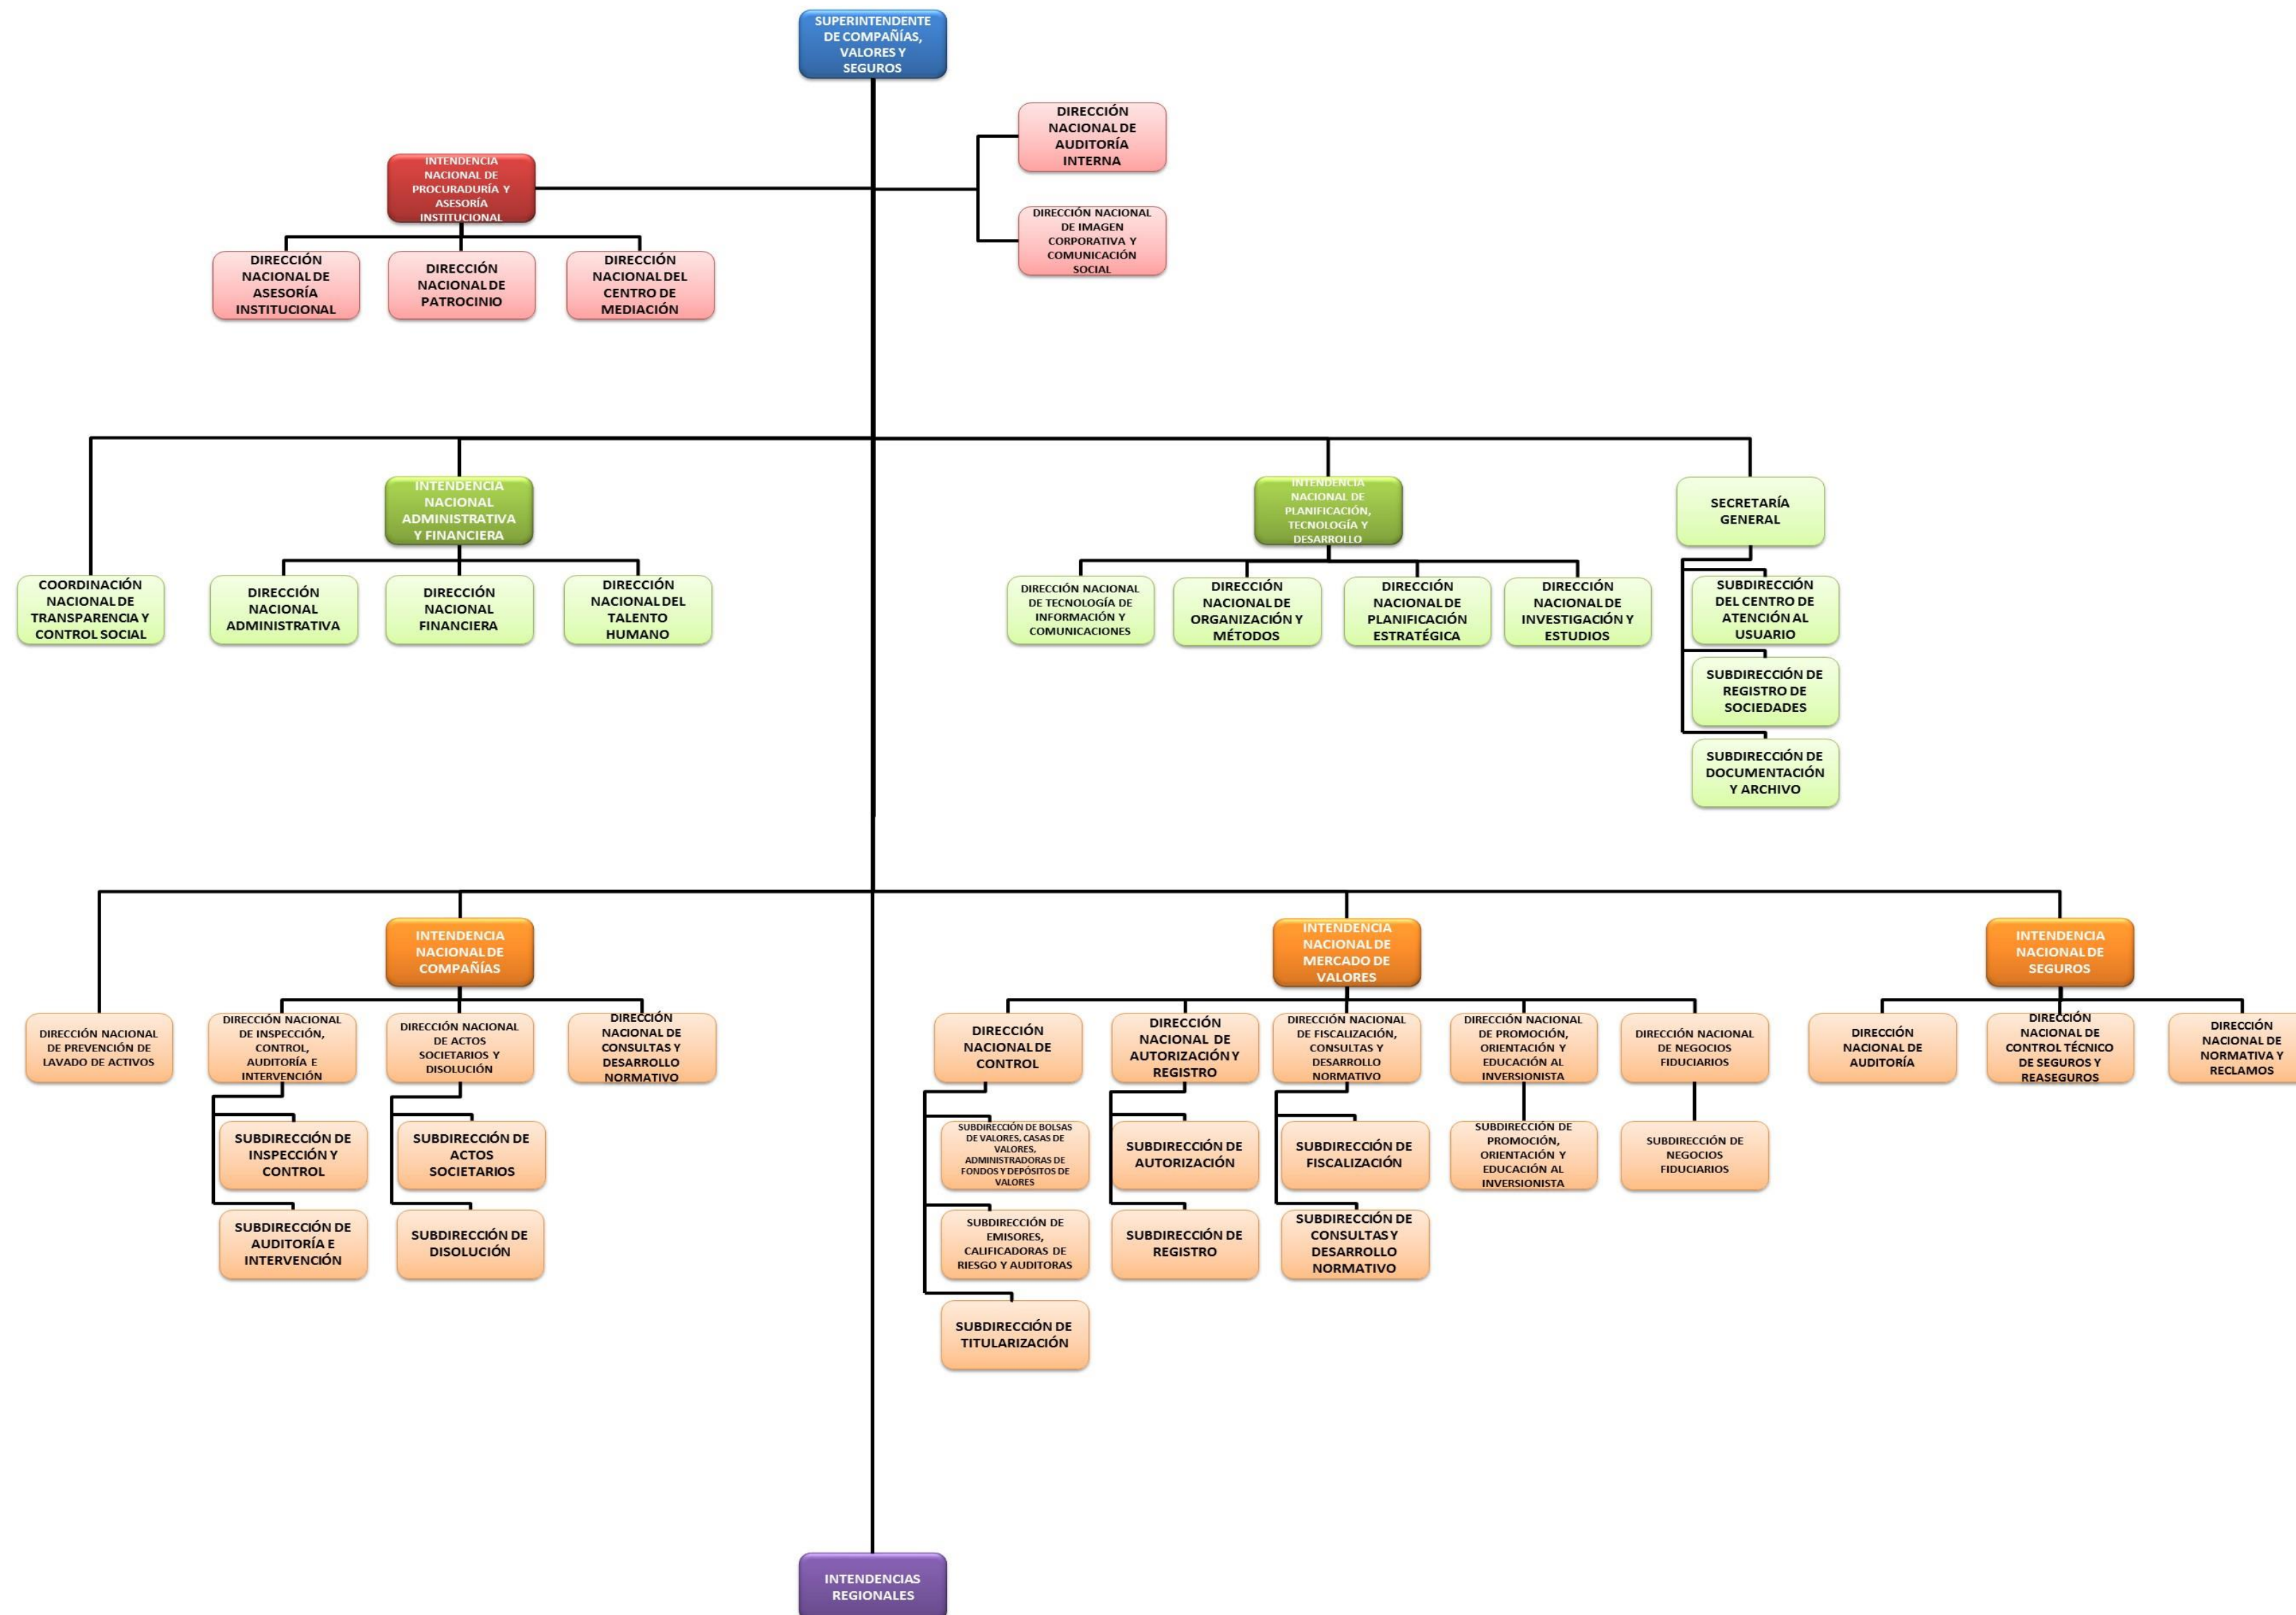 SUPERINTENDENTE
DE COMPAÑÍAS,
VALORES Y
SEGUROS
DIRECCIÓN
NACIONAL DE
AUDITORÍA
INTERNA
INTENDENCIA
NACIONAL DE
PROCURADURÍA Y
ASESORÍA
INSTITUCIONAL
DIRECCIÓN NACIONAL
DE IMAGEN
CORPORATIVA Y
COMUNICACIÓN
SOCIAL
DIRECCIÓN
NACIONAL DE
ASESORÍA
INSTITUCIONAL
DIRECCIÓN
NACIONAL DE
PATROCINIO
DIRECCIÓN
NACIONAL DEL
CENTRO DE
MEDIACIÓN
INTENDENCIA
NACIONAL
ADMINISTRATIVA
Y FINANCIERA
INTENDENCIA
NACIONAL DE
PLANIFICACIÓN,
TECNOLOGÍA Y
DESARROLLO
SECRETARÍA
GENERAL
COORDINACIÓN
NACIONAL DE
TRANSPARENCIA Y
CONTROL SOCIAL
DIRECCIÓN
NACIONAL
ADMINISTRATIVA
DIRECCIÓN
NACIONAL
FINANCIERA
DIRECCIÓN
NACIONAL DEL
TALENTO
HUMANO
DIRECCIÓN NACIONAL
DE TECNOLOGÍA DE
INFORMACIÓN Y
COMUNICACIONES
DIRECCIÓN
NACIONAL DE
ORGANIZACIÓN Y
MÉTODOS
DIRECCIÓN
NACIONAL DE
PLANIFICACIÓN
ESTRATÉGICA
DIRECCIÓN
NACIONAL DE
INVESTIGACIÓN Y
ESTUDIOS
SUBDIRECCIÓN
DEL CENTRO DE
ATENCIÓN AL
USUARIO
SUBDIRECCIÓN DE
REGISTRO DE
SOCIEDADES
SUBDIRECCIÓN DE
DOCUMENTACIÓN
Y ARCHIVO
INTENDENCIA
NACIONAL DE
COMPAÑÍAS
INTENDENCIA
NACIONAL DE
MERCADO DE
VALORES
INTENDENCIA
NACIONAL DE
SEGUROS
DIRECCIÓN NACIONAL
DE PREVENCIÓN DE
LAVADO DE ACTIVOS
DIRECCIÓN NACIONAL
DE INSPECCIÓN,
CONTROL,
AUDITORÍA E
INTERVENCIÓN
DIRECCIÓN NACIONAL
DE ACTOS
SOCIETARIOS Y
DISOLUCIÓN
DIRECCIÓN
NACIONAL DE
CONSULTAS Y
DESARROLLO
NORMATIVO
DIRECCIÓN
NACIONAL DE
CONTROL
DIRECCIÓN
NACIONAL DE
AUTORIZACIÓN Y
REGISTRO
DIRECCIÓN NACIONAL
DE FISCALIZACIÓN,
CONSULTAS Y
DESARROLLO
NORMATIVO
DIRECCIÓN NACIONAL
DE PROMOCIÓN,
ORIENTACIÓN Y
EDUCACIÓN AL
INVERSIONISTA
DIRECCIÓN NACIONAL
DE NEGOCIOS
FIDUCIARIOS
DIRECCIÓN
NACIONAL DE
AUDITORÍA
DIRECCIÓN
NACIONAL DE
CONTROL TÉCNICO
DE SEGUROS Y
REASEGUROS
DIRECCIÓN
NACIONAL DE
NORMATIVA Y
RECLAMOS
SUBDIRECCIÓN DE
INSPECCIÓN Y
CONTROL
SUBDIRECCIÓN DE
ACTOS
SOCIETARIOS
SUBDIRECCIÓN DE BOLSAS
DE VALORES, CASAS DE
VALORES,
ADMINISTRADORAS DE
FONDOS Y DEPÓSITOS DE
VALORES
SUBDIRECCIÓN DE
AUTORIZACIÓN
SUBDIRECCIÓN DE
FISCALIZACIÓN
SUBDIRECCIÓN DE
PROMOCIÓN,
ORIENTACIÓN Y
EDUCACIÓN AL
INVERSIONISTA
SUBDIRECCIÓN DE
NEGOCIOS
FIDUCIARIOS
SUBDIRECCIÓN DE
AUDITORÍA E
INTERVENCIÓN
SUBDIRECCIÓN DE
DISOLUCIÓN
SUBDIRECCIÓN DE
EMISORES,
CALIFICADORAS DE
RIESGO Y AUDITORAS
SUBDIRECCIÓN DE
REGISTRO
SUBDIRECCIÓN DE
CONSULTAS Y
DESARROLLO
NORMATIVO
SUBDIRECCIÓN DE
TITULARIZACIÓN
INTENDENCIAS
REGIONALES